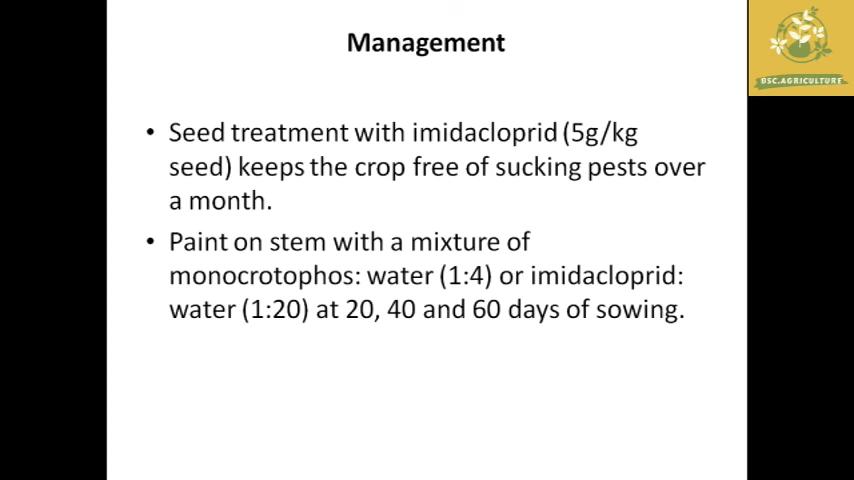 Management
BSC.AGRICULTURE
• Seed treatment with imidacloprid (5g/kg
seed) keeps the crop free of sucking pests over
a month.
• Paint on stem with a mixture of
monocrotophos: water (1:4) or imidacloprid:
water (1:20) at 20, 40 and 60 days of sowing.